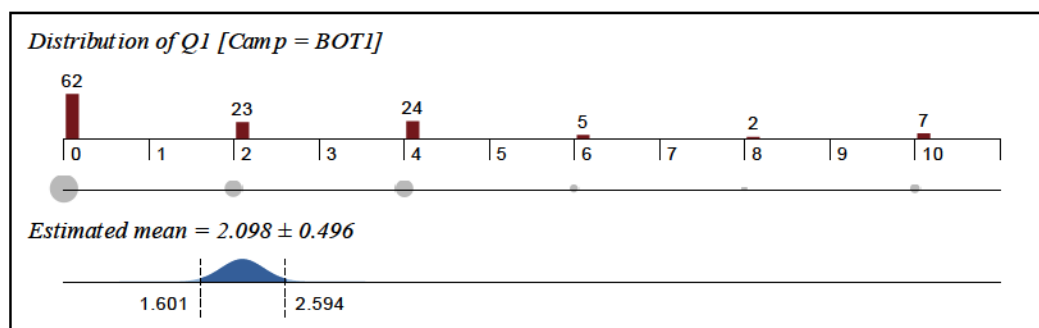 Distribution of Q1 [Camp = BOT1]
62 23 24 5 2 7
0 1 2 3 4 5 6 7 8 9 10
Estimated mean = 2.098 ± 0.496
1.601 2.594